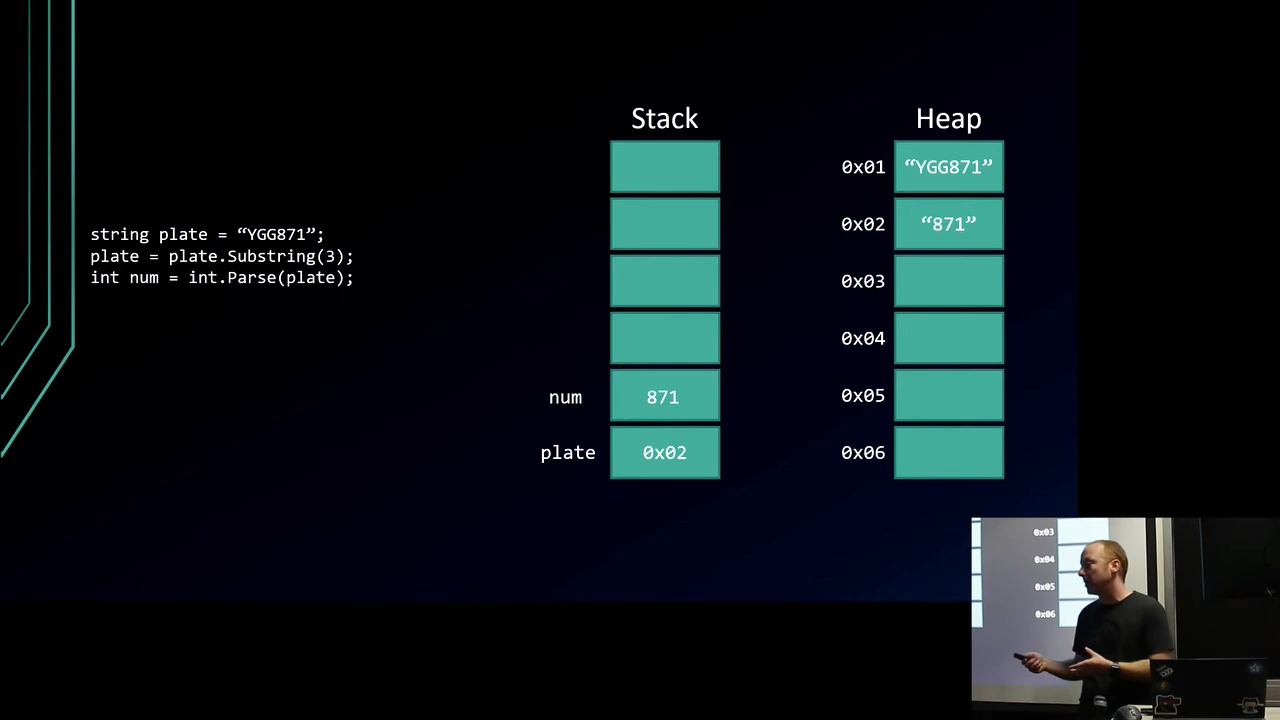 Stack
Heap
string plate = “YGG871”;
plate = plate.Substring(3);
int num = int.Parse(plate);
num
871
plate
0x02
0x01
“YGG871”
0x02
“871”
0x03
0x04
0x05
0x06
0x03
0x04
0x05
0x06